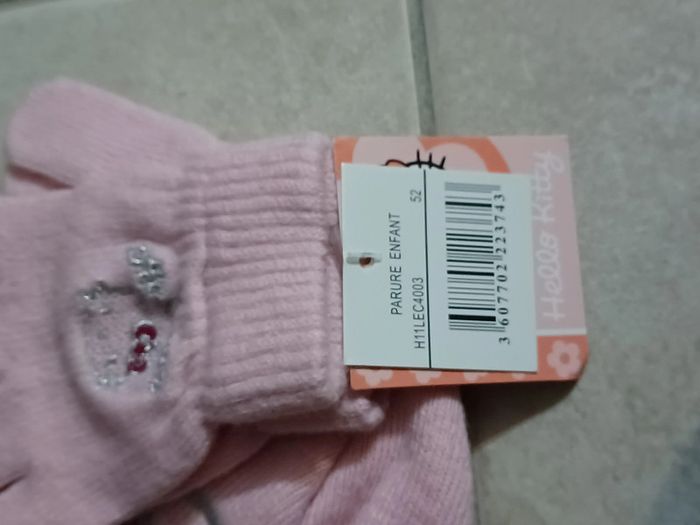 PARURE ENFANT
H11LEC4003 52
3 607702 223743
Hello Kitty